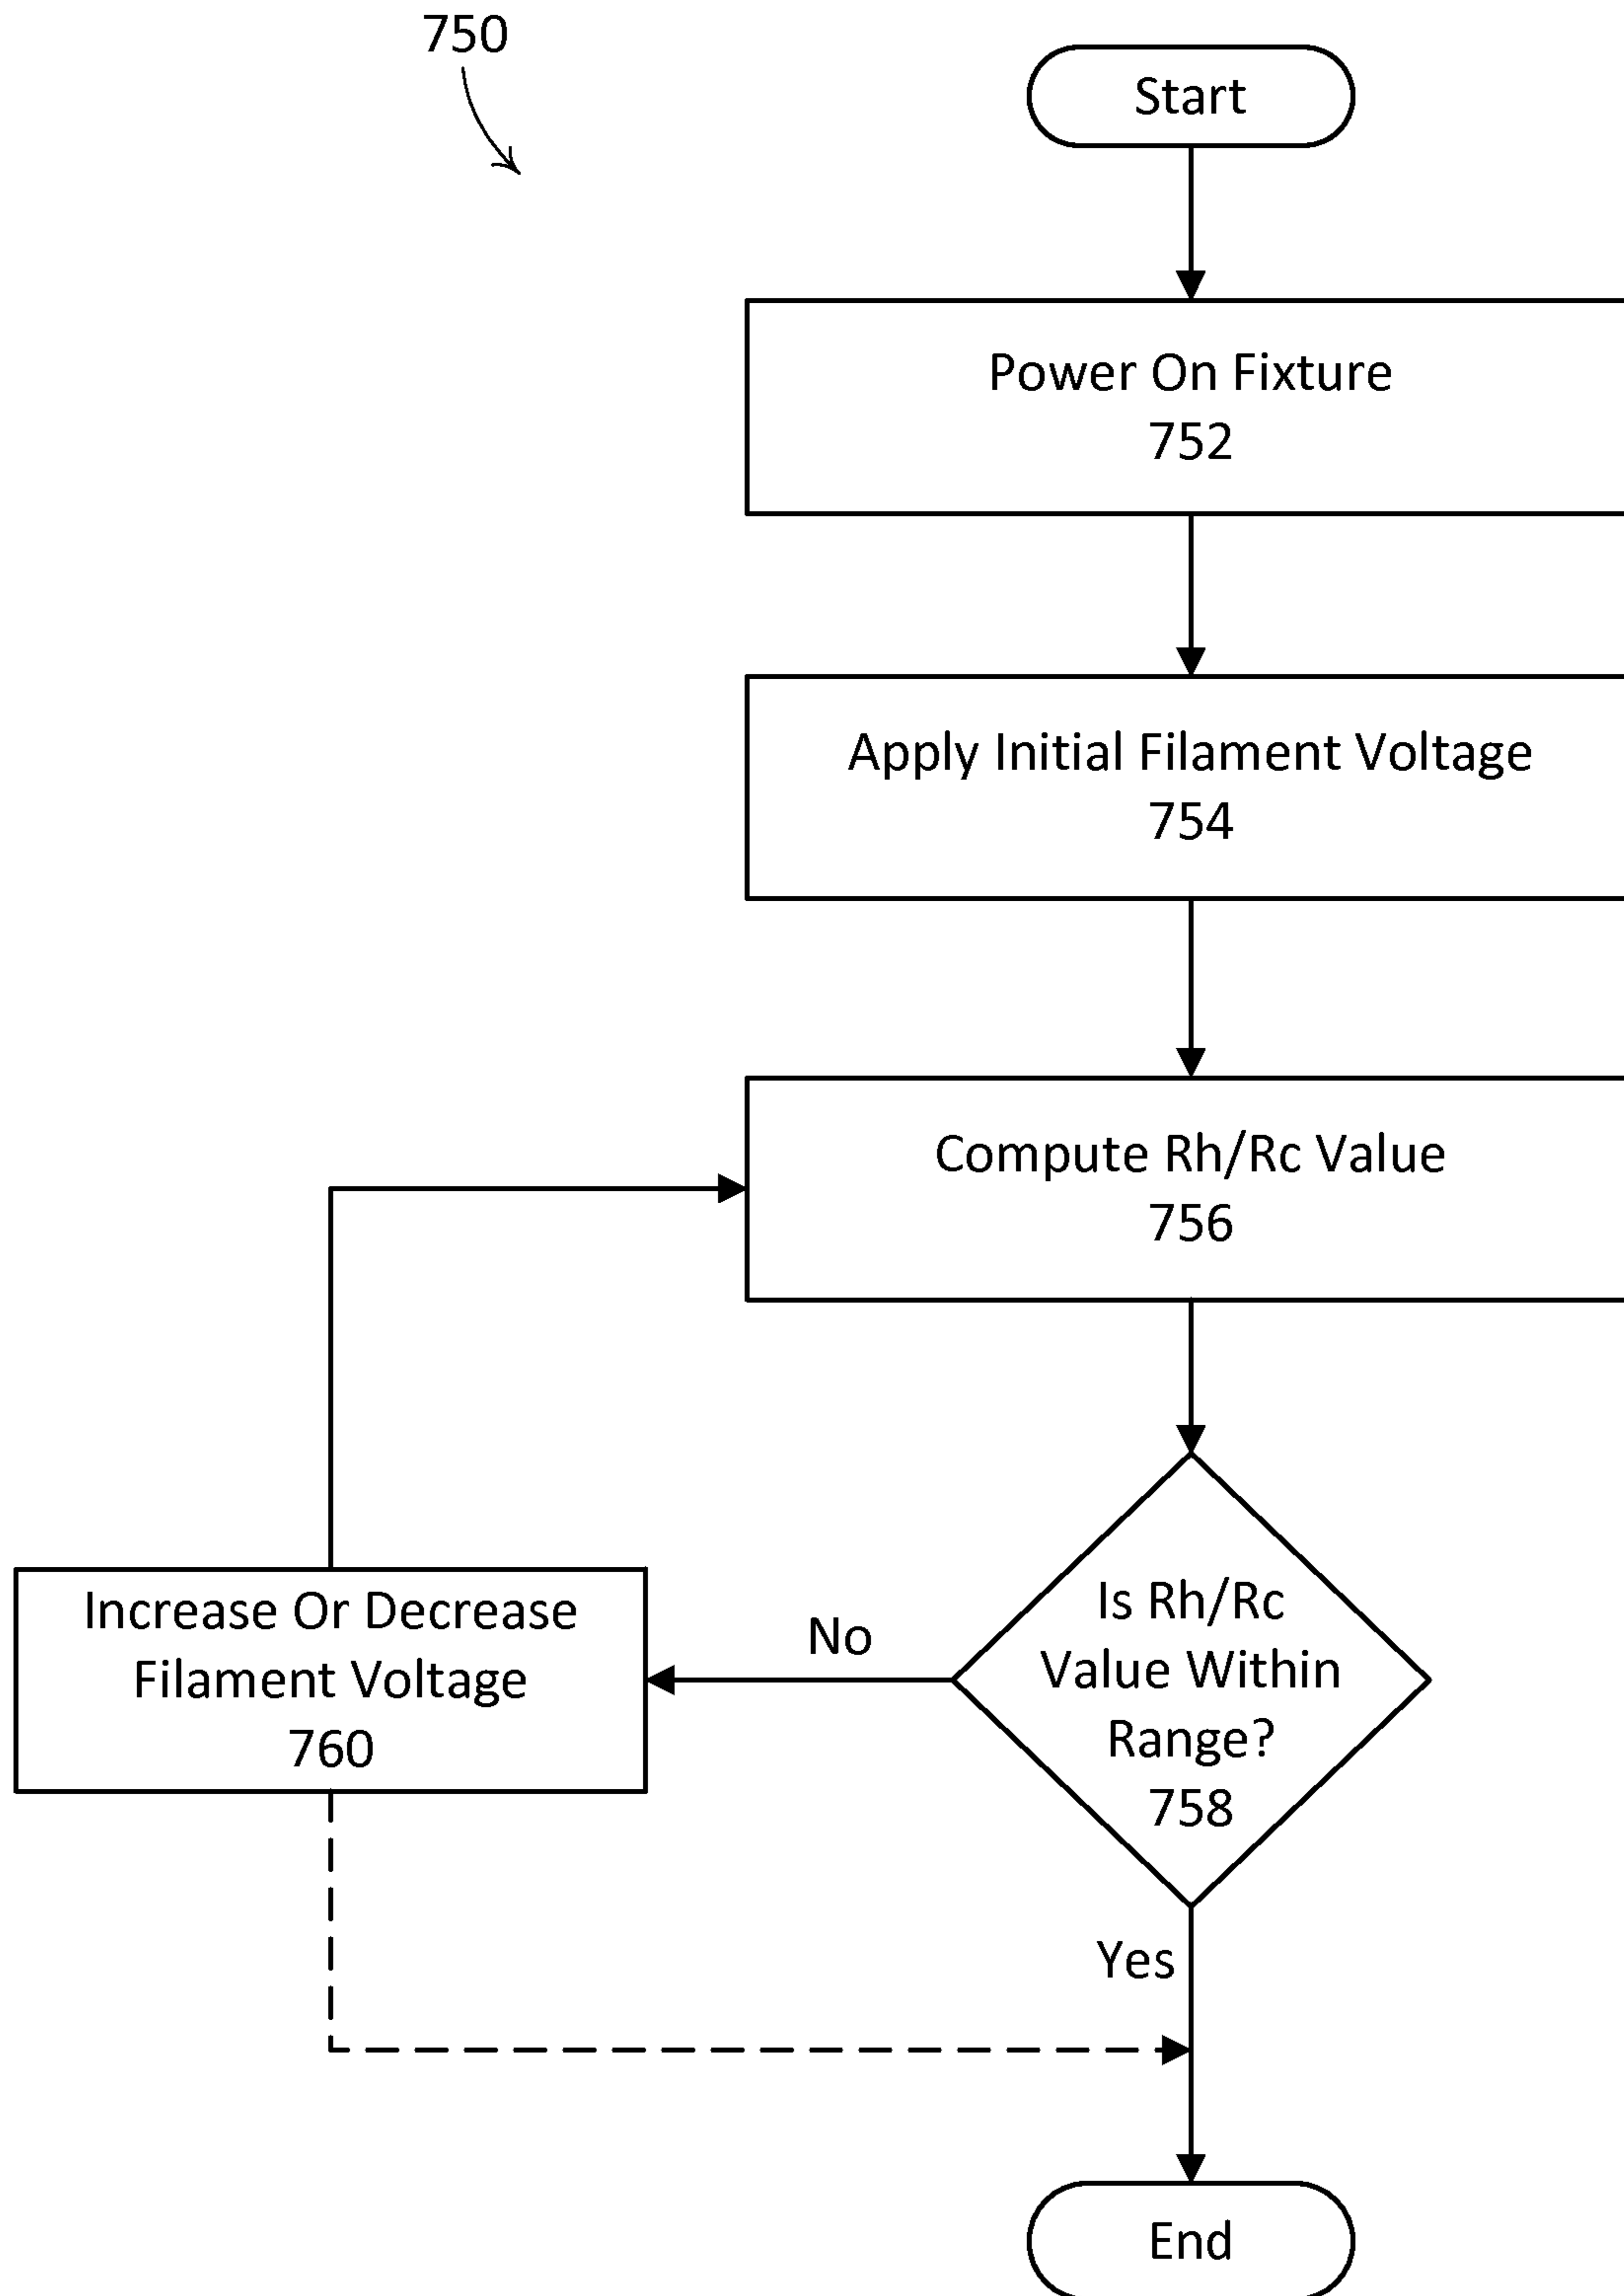 750
Start
Power On Fixture
752
Apply Initial Filament Voltage
754
Compute Rh/Rc Value
756
Is Rh/Rc
Value Within
Range?
758
No
Increase Or Decrease
Filament Voltage
760
Yes
End